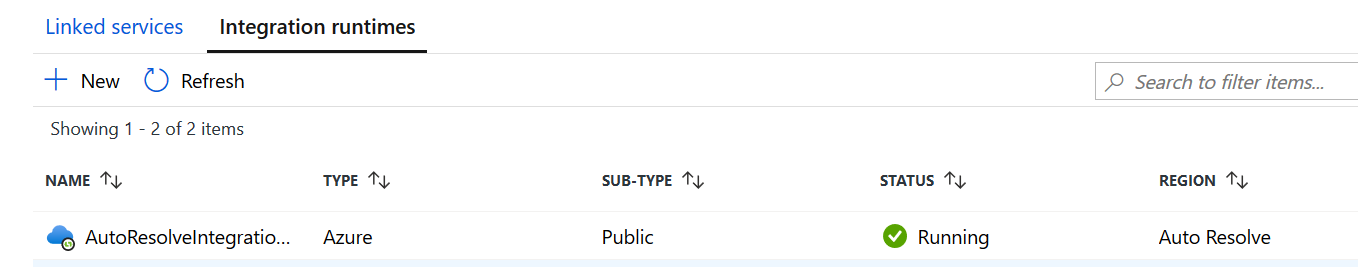 Linked services Integration runtimes
New Refresh Search to filter items...
Showing 1 - 2 of 2 items
NAME TYPE SUB-TYPE STATUS REGION
AutoResolveIntegratio... Azure Public Running Auto Resolve